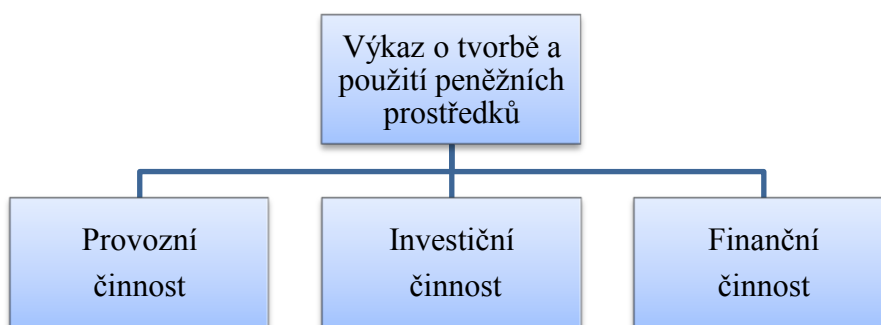 Výkaz o tvorbě a
použití peněžních
prostředků
Provozní
činnost
Investiční
činnost
Finanční
činnost